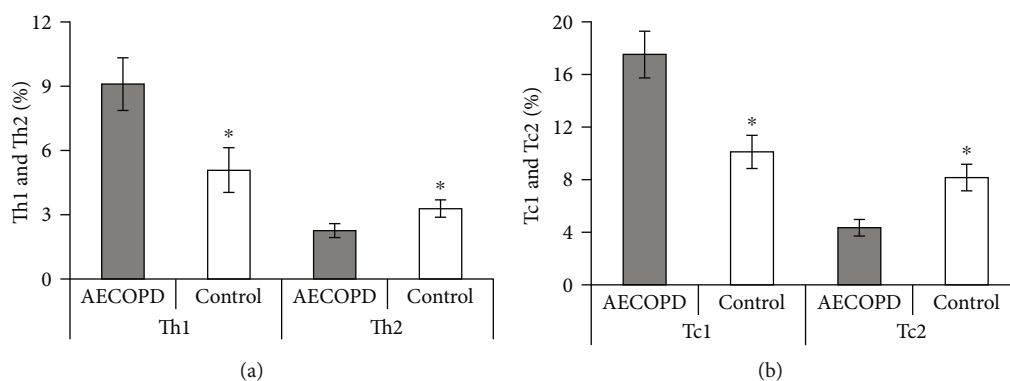 Th1 and Th2 (%)
12
9
6
3
0
*
*
AECOPD Control AECOPD Control
Th1 Th2
(a)
Tc1 and Tc2 (%)
20
16
12
8
4
0
*
*
AECOPD Control AECOPD Control
Tc1 Tc2
(b)